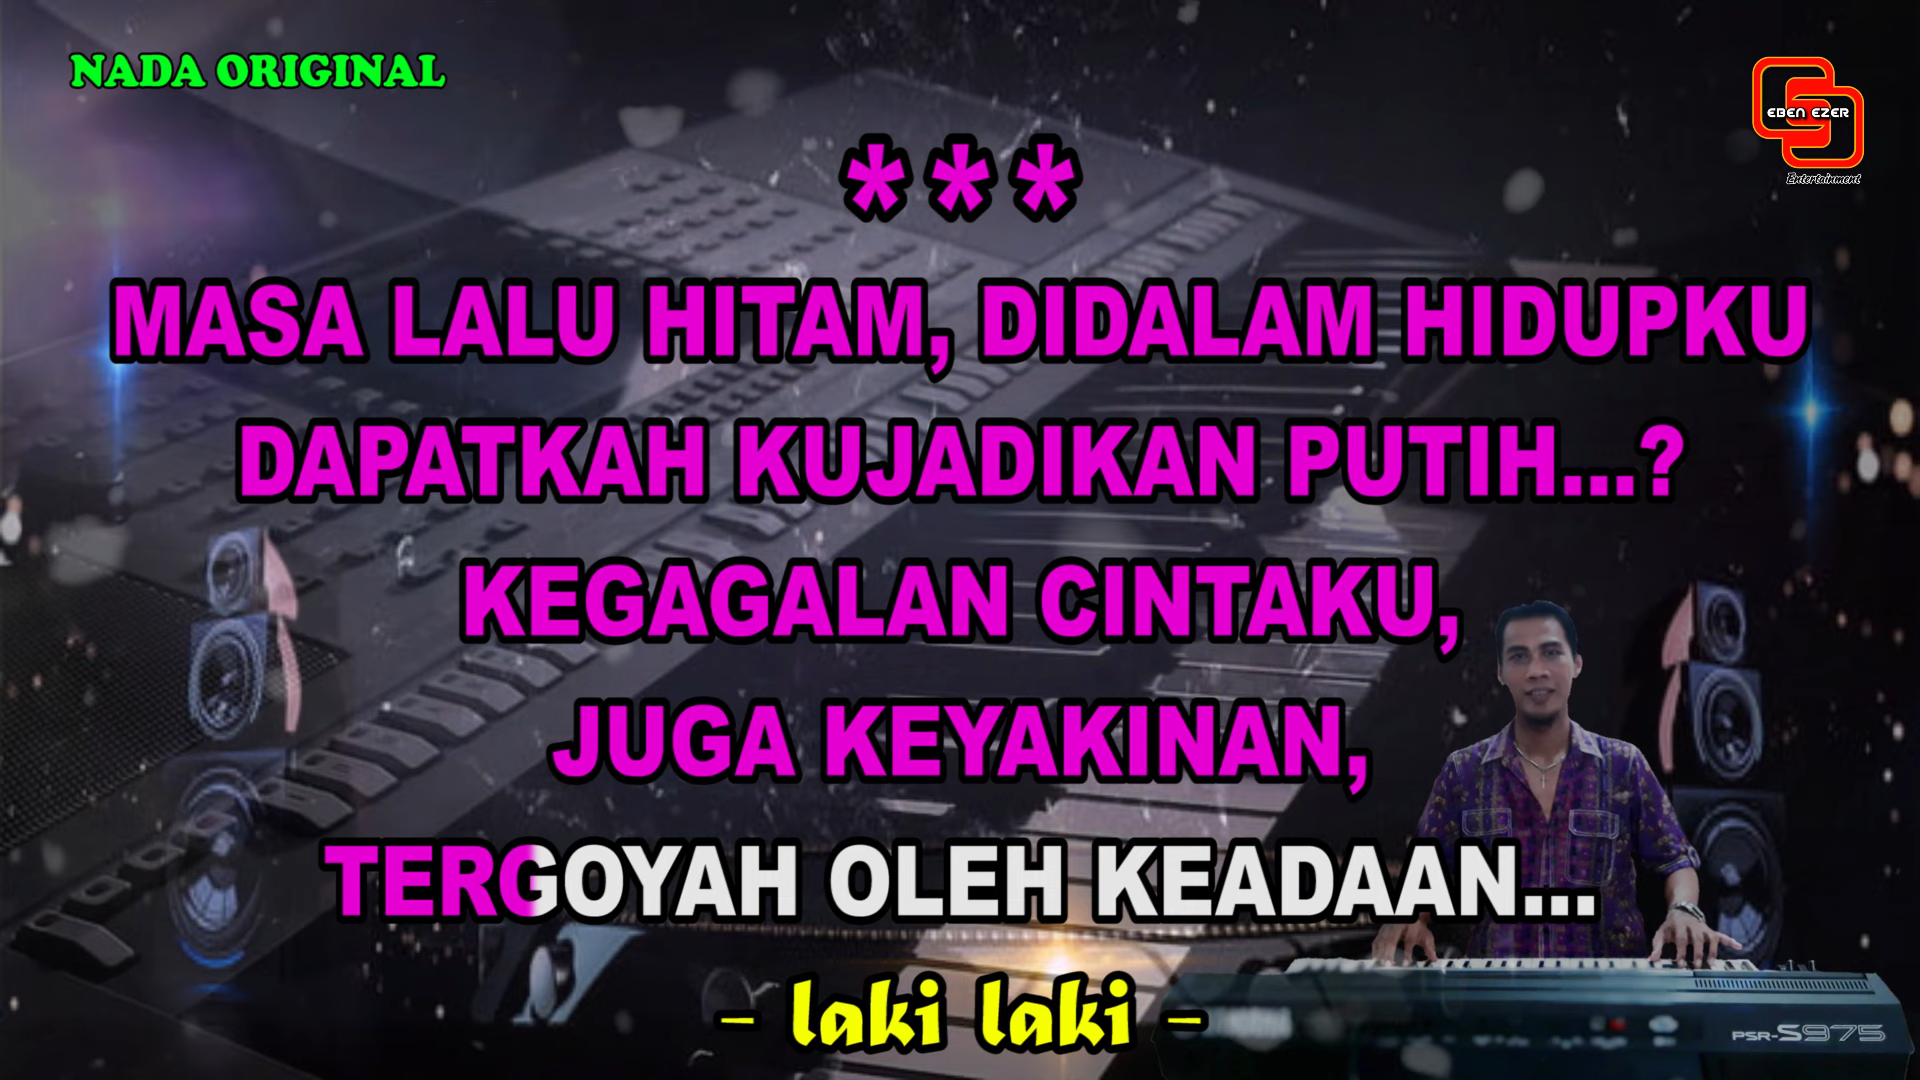 NADA ORIGINAL
EBEN EZER
Entertainment
***
MASA LALU HITAM, DIDALAM HIDUPKU
DAPATKAH KUJADIKAN PUTIH...?
KEGAGALAN CINTAKU,
JUGA KEYAKINAN,
TERGOYAH OLEH KEADAAN...
- laki laki -
PSR-S975